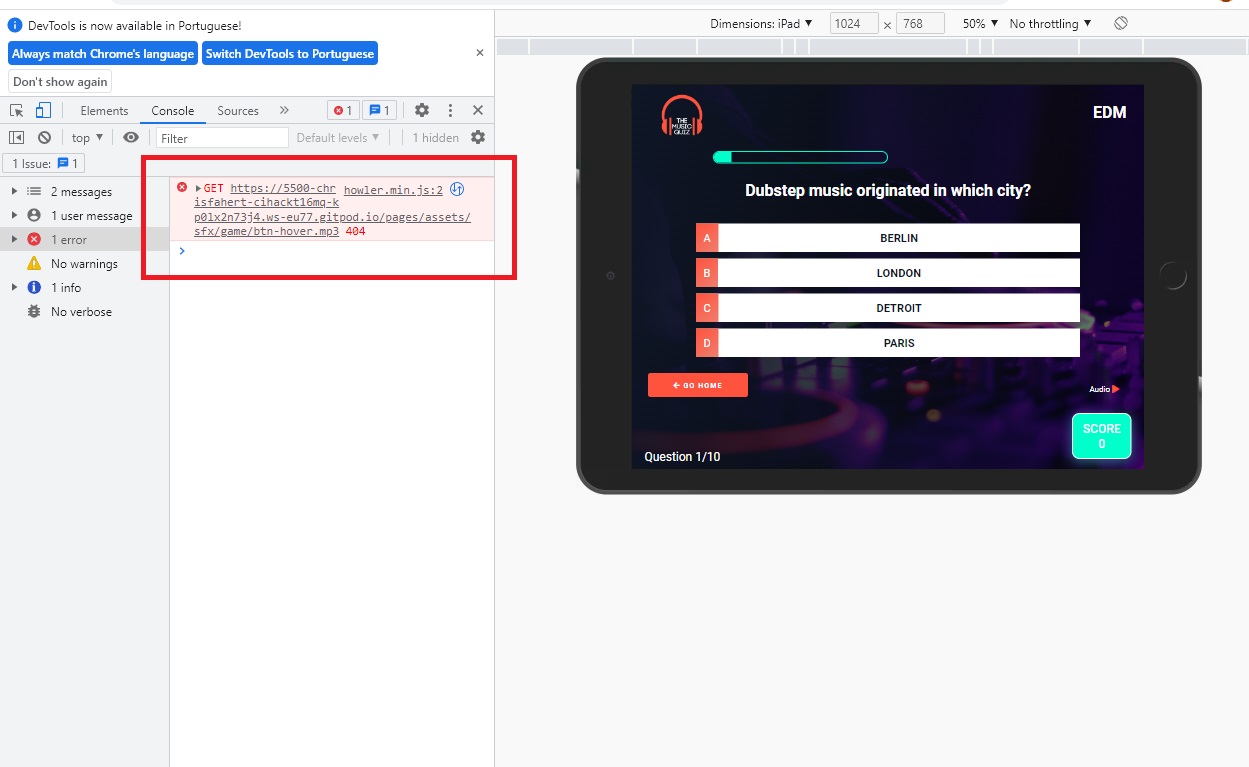 DevTools is now available in Portuguese!
Always match Chrome's language
Switch DevTools to Portuguese
Don't show again
Elements
Console
Sources
1
1
top
Filter
Default levels
1 hidden
1 Issue:
1
2 messages
1 user message
1 error
No warnings
1 info
No verbose
GET https://5500-chr howler.min.js:2
isfahert-cihackt16mq-k
p01x2n73j4.ws-eu77.gitpod.io/pages/assets/
sfx/game/btn-hover.mp3 404
Dimensions: iPad
1024 × 768
50%
No throttling
THE
MUSIC
QUIZ
EDM
Dubstep music originated in which city?
A BERLIN
B LONDON
C DETROIT
D PARIS
GO HOME
Audio
SCORE
0
Question 1/10